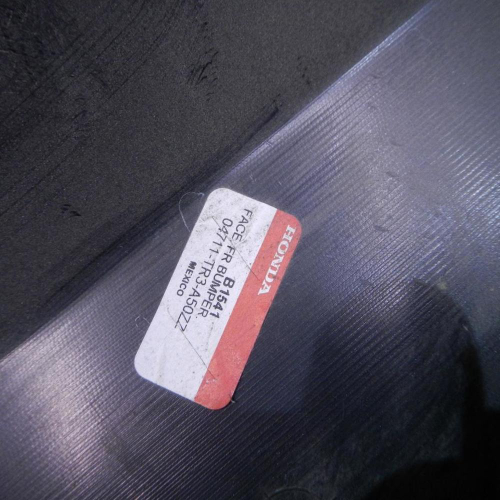 HONDA
B1541
FACE, FR BUMPER
04711-TR3-A50ZZ
MEXICO